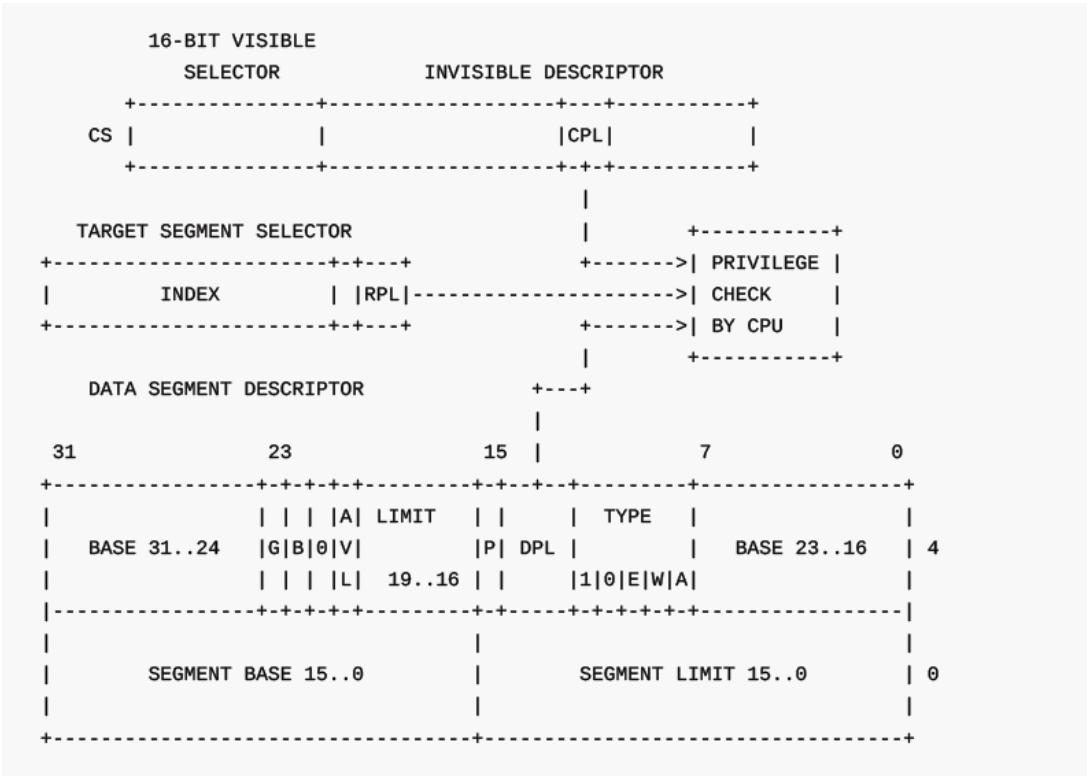 16-BIT VISIBLE
SELECTOR INVISIBLE DESCRIPTOR
+---------------+-------------------+---+-----------+
CS | | |CPL| |
+---------------+-------------------+-+-+-----------+
|
TARGET SEGMENT SELECTOR | +-----------+
+-----------------------+-+---+ +------->| PRIVILEGE |
| INDEX | |RPL|---------------------->| CHECK |
+-----------------------+-+---+ +------->| BY CPU |
| +-----------+
DATA SEGMENT DESCRIPTOR +---+
|
31 23 15 | 7 0
+-----------------+-+-+-+-+---------+-+--+--+---------+-----------------+
| | | | |A| LIMIT | | | TYPE | |
| BASE 31..24 |G|B|0|V| |P| DPL | | BASE 23..16 | 4
| | | | |L| 19..16 | | |1|0|E|W|A| |
|-----------------+-+-+-+-+---------+-+-----+-+-+-+-+-+-----------------|
| | |
| SEGMENT BASE 15..0 | SEGMENT LIMIT 15..0 | 0
| | |
+-----------------------------------+-----------------------------------+